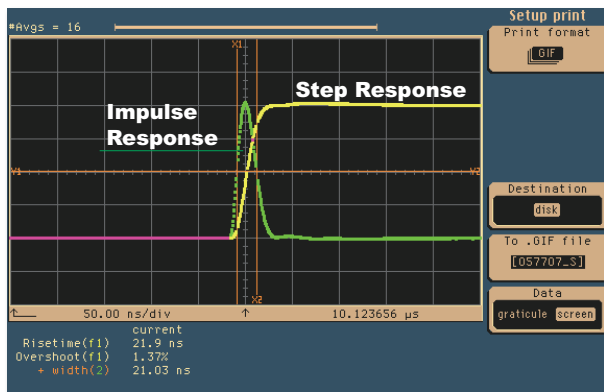 #Avgs = 16
Setup print
Print format
GIF
X1
Impulse
Response
Step Response
Y1
Y2
Destination
disk
To .GIF file
[057707_S]
X2
Data
graticule screen
50.00 ns/div
10.123656 µs
current
Risetime(f1) 21.9 ns
Overshoot(f1) 1.37%
+ width(2) 21.03 ns